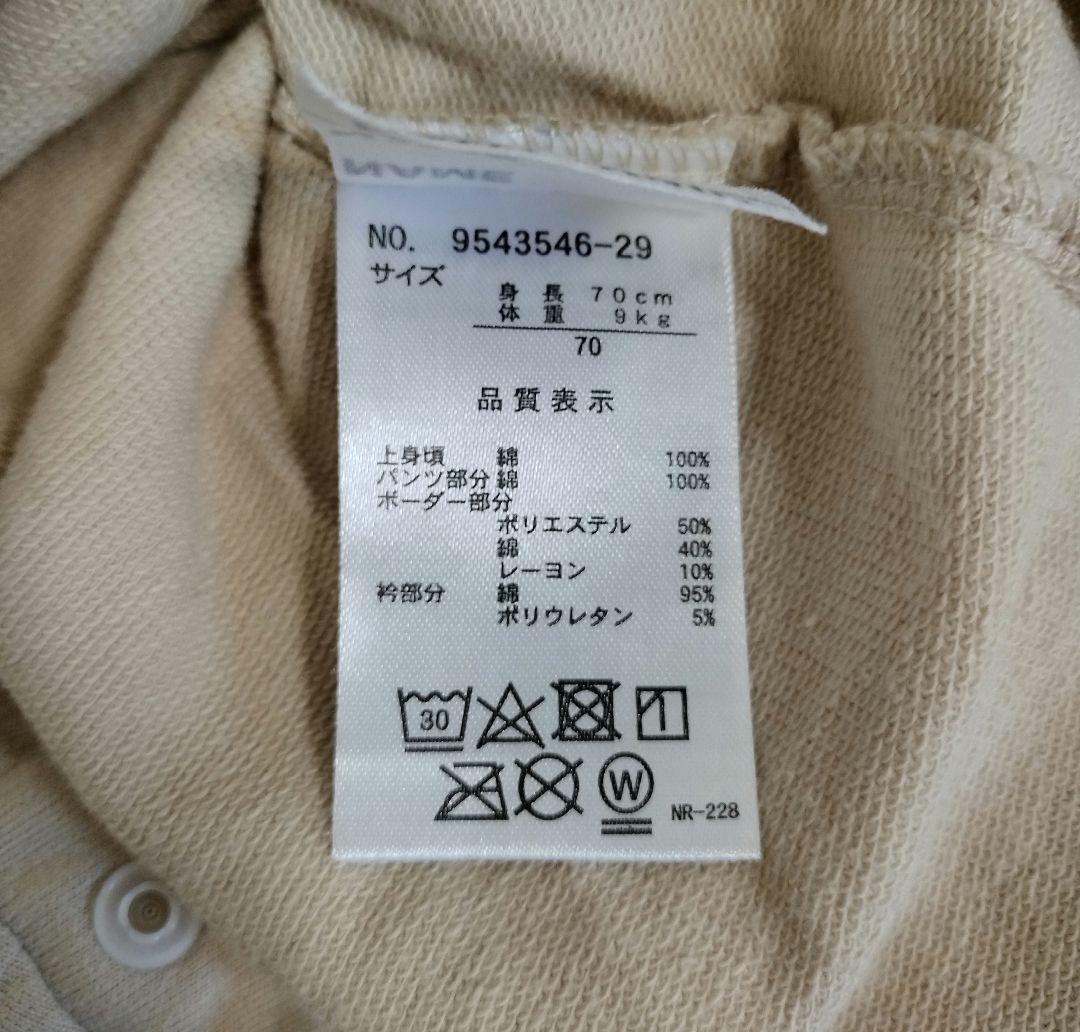 NAME
NO. 9543546-29
サイズ
身長 70cm
体重 9kg
70
品質表示
上身頃 綿 100%
パンツ部分 綿 100%
ボーダー部分
ポリエステル 50%
綿 40%
レーヨン 10%
衿部分 綿 95%
ポリウレタン 5%
30
W
NR-228